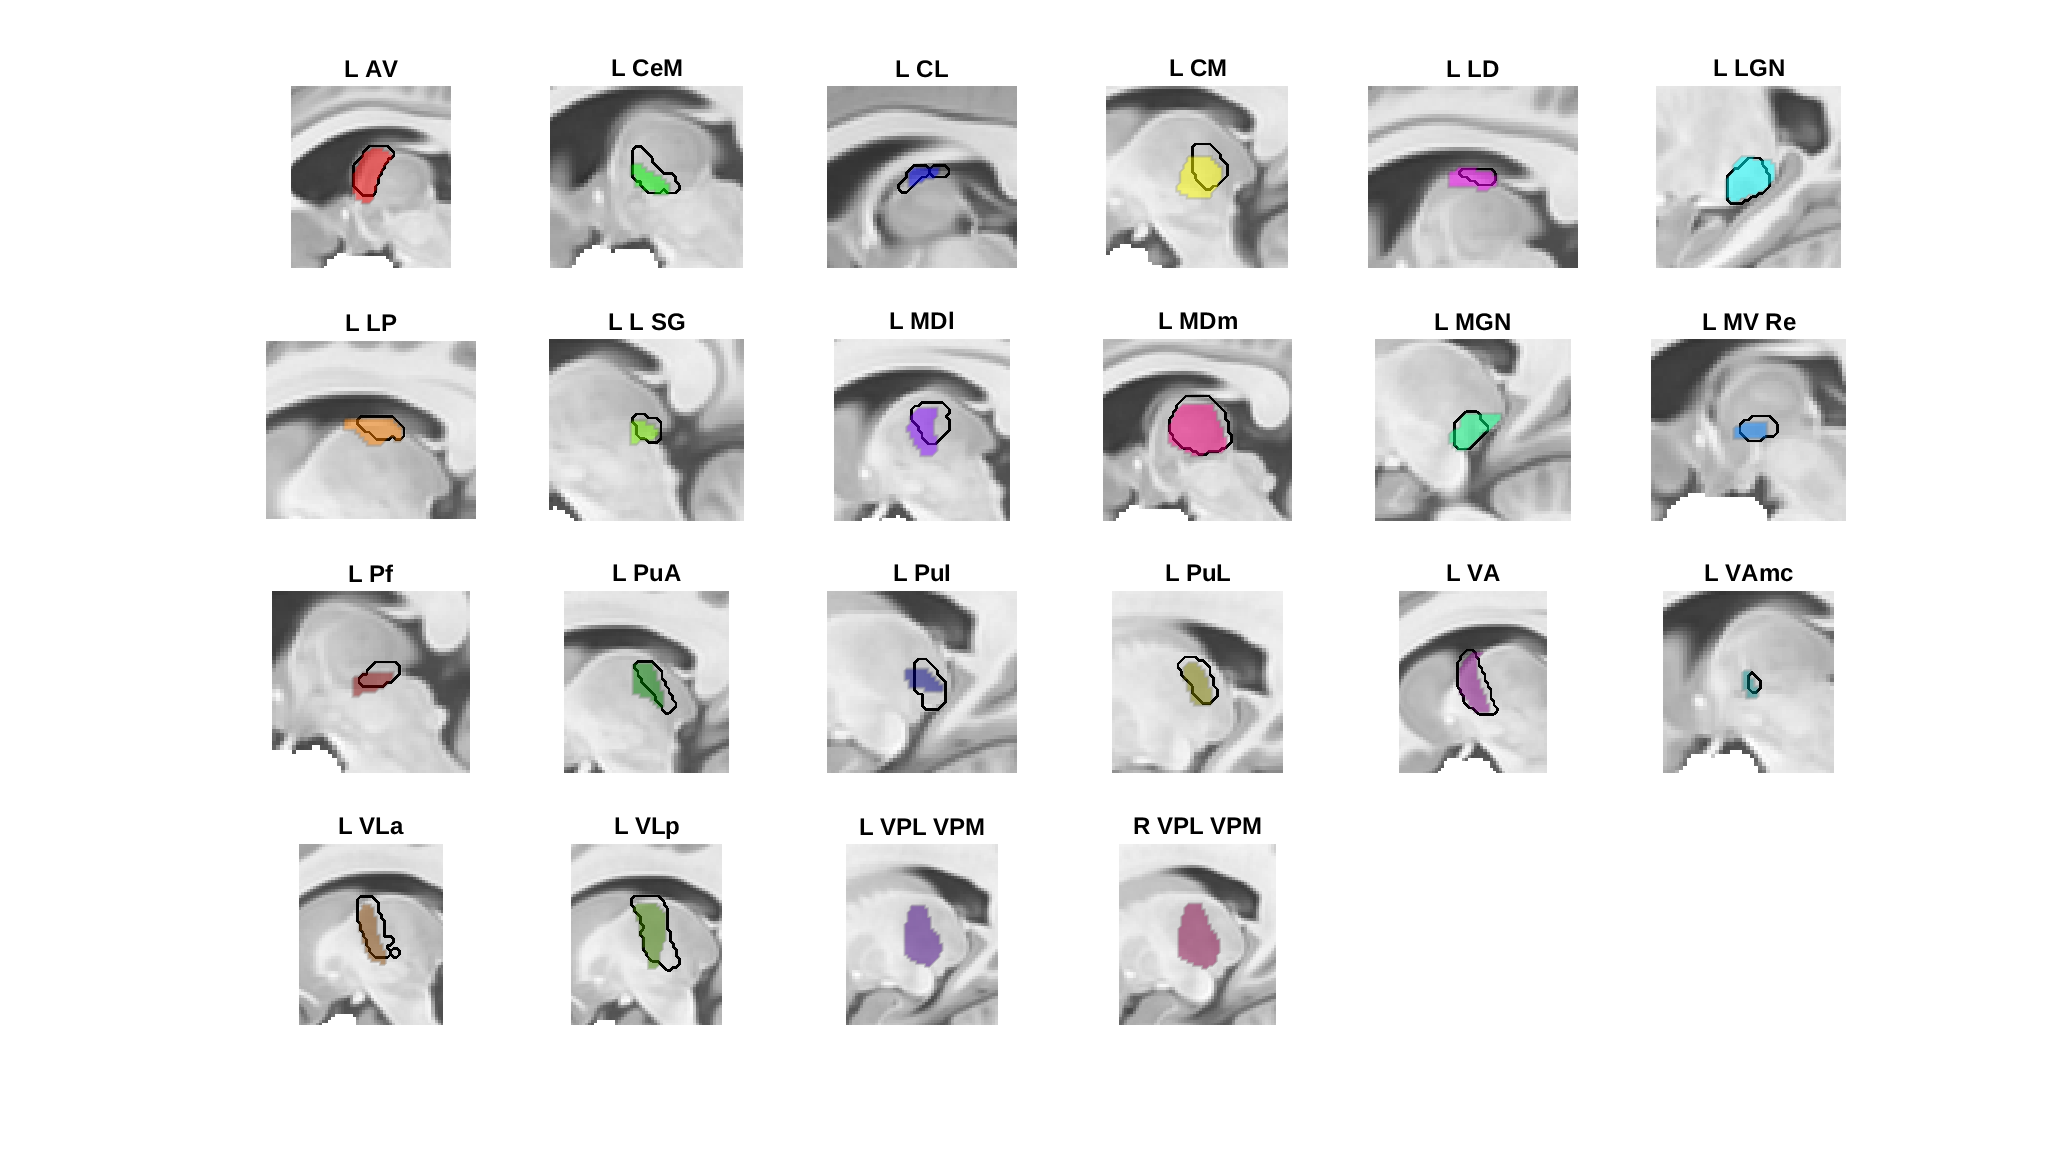 L AV
L CeM
L CL
L CM
L LD
L LGN
L LP
L L SG
L MDl
L MDm
L MGN
L MV Re
L Pf
L PuA
L PuI
L PuL
L VA
L VAmc
L VLa
L VLp
L VPL VPM
R VPL VPM